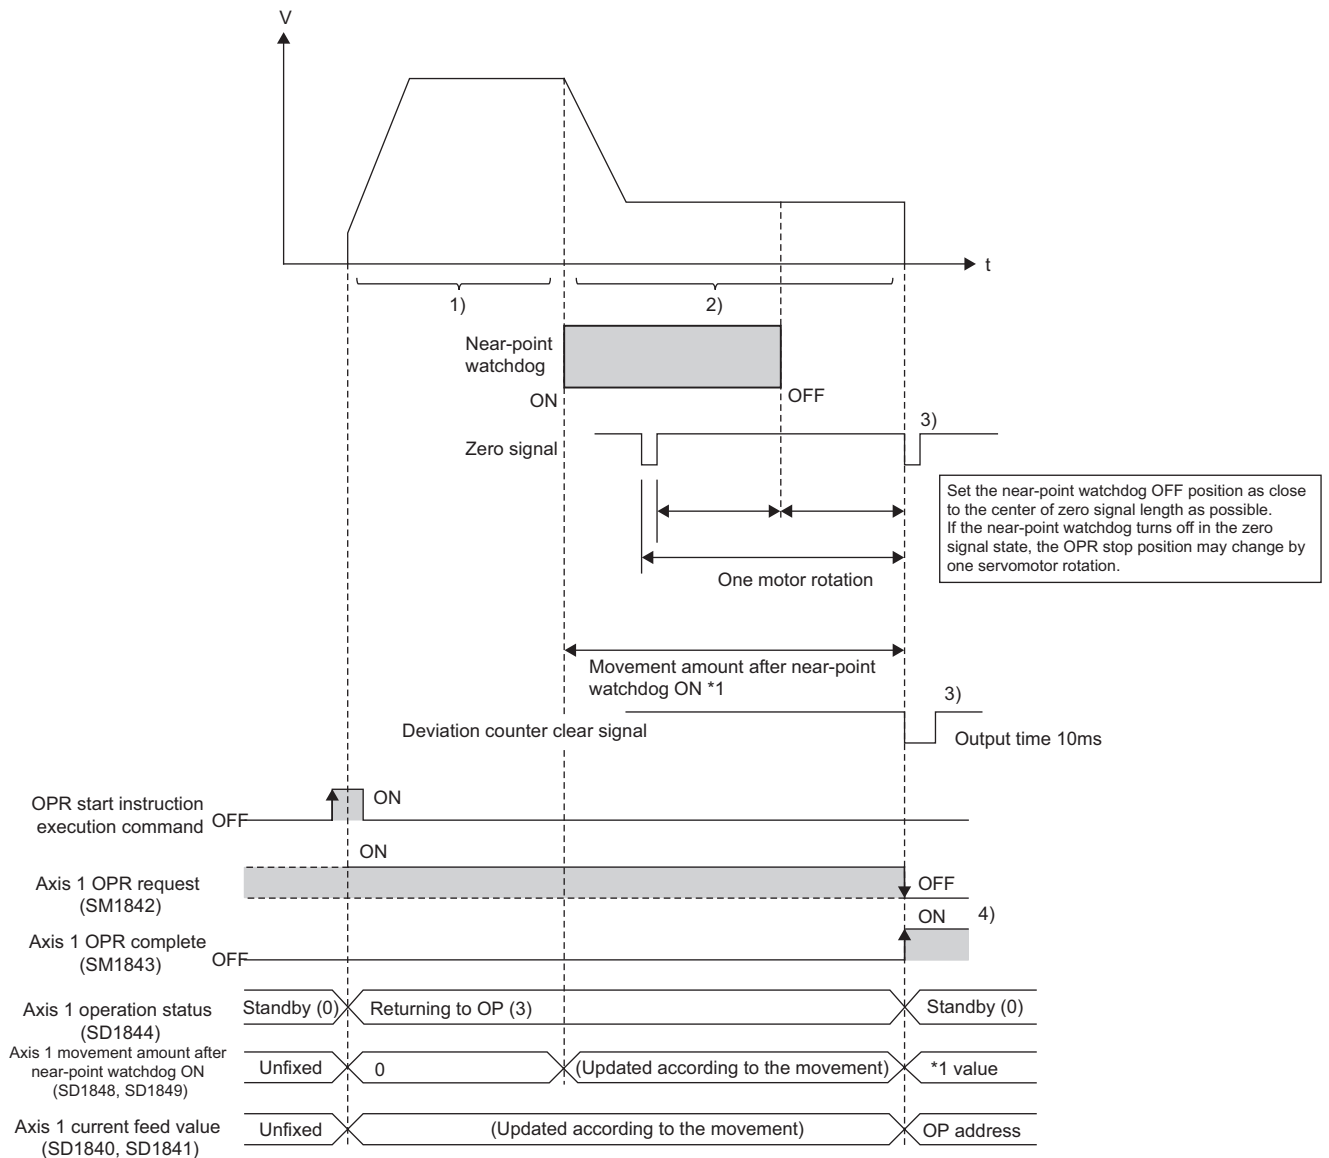 V
t
1)
2)
Near-point
watchdog
ON
OFF
3)
Zero signal
Set the near-point watchdog OFF position as close
to the center of zero signal length as possible.
If the near-point watchdog turns off in the zero
signal state, the OPR stop position may change by
one servomotor rotation.
One motor rotation
Movement amount after near-point
watchdog ON *1
3)
Deviation counter clear signal
Output time 10ms
OPR start instruction
execution command
OFF
ON
ON
Axis 1 OPR request
(SM1842)
OFF
ON
4)
Axis 1 OPR complete
(SM1843)
OFF
Axis 1 operation status
(SD1844)
Standby (0)
Returning to OP (3)
Standby (0)
Axis 1 movement amount after
near-point watchdog ON
(SD1848, SD1849)
Unfixed
0
(Updated according to the movement)
*1 value
Axis 1 current feed value
(SD1840, SD1841)
Unfixed
(Updated according to the movement)
OP address